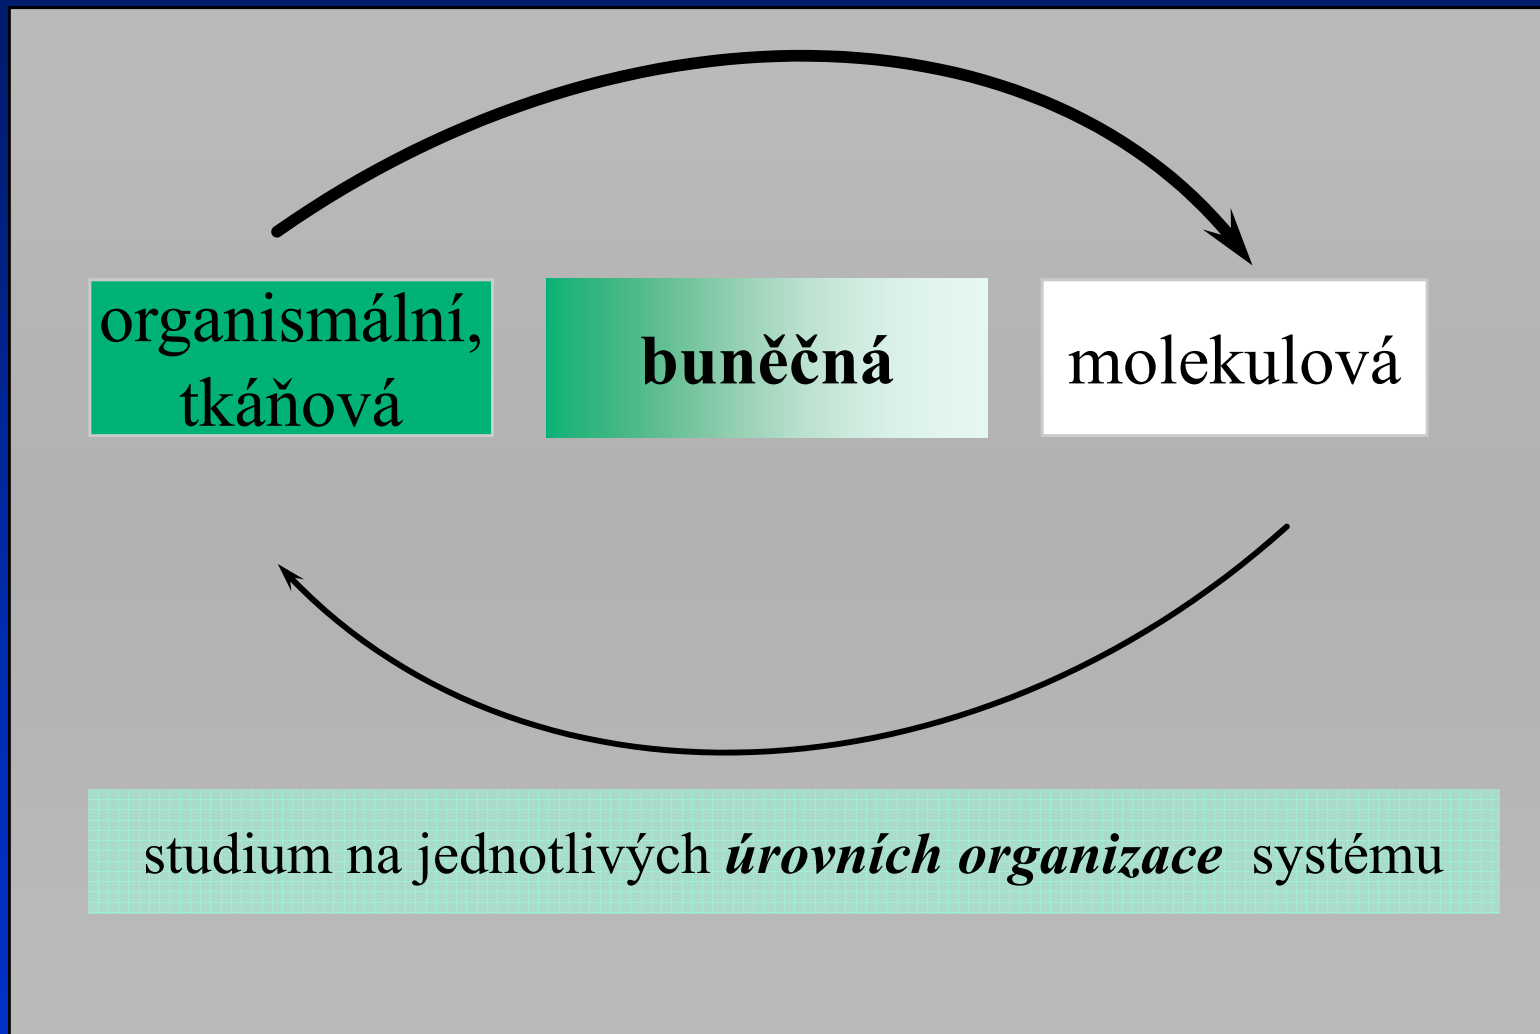 organismální,
tkáňová
buněčná
molekulová
studium na jednotlivých úrovních organizace systému